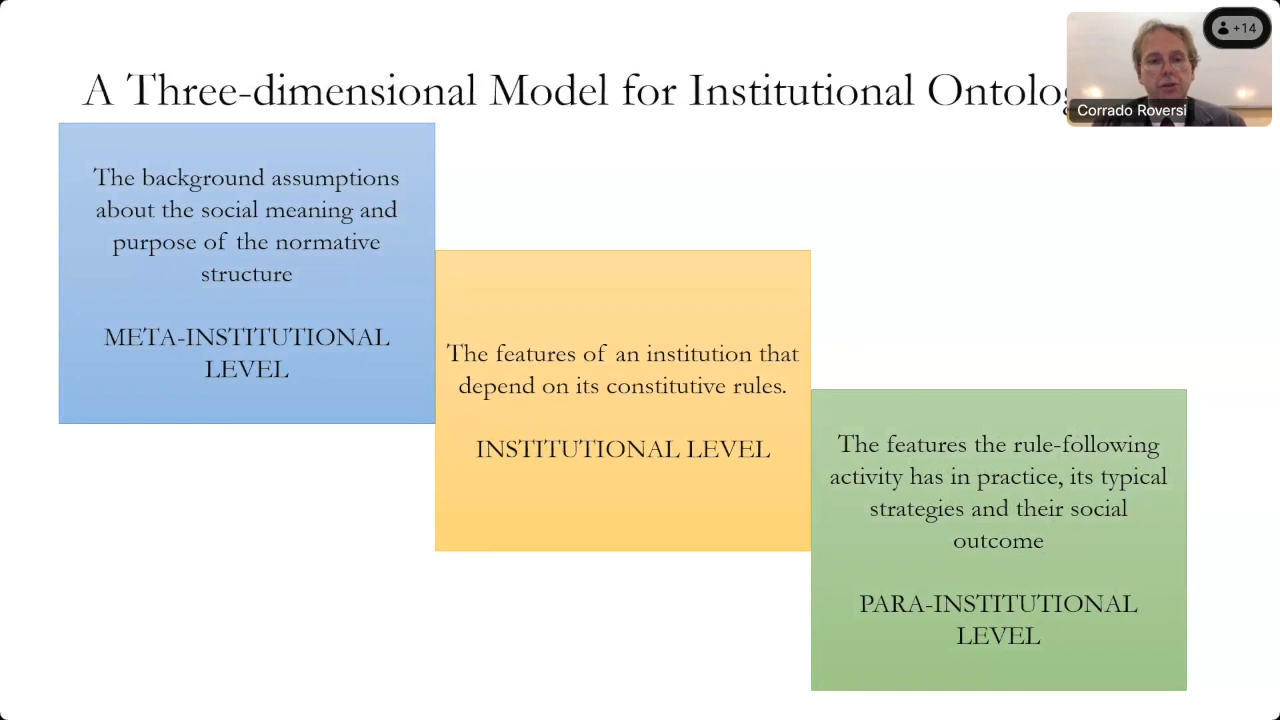 A Three-dimensional Model for Institutional Ontolog
+14
Corrado Roversi
The background assumptions
about the social meaning and
purpose of the normative
structure
META-INSTITUTIONAL
LEVEL
The features of an institution that
depend on its constitutive rules.
INSTITUTIONAL LEVEL
The features the rule-following
activity has in practice, its typical
strategies and their social
outcome
PARA-INSTITUTIONAL
LEVEL